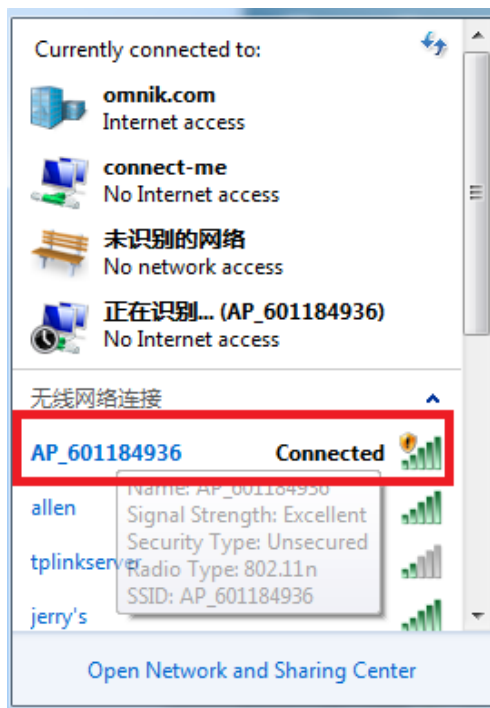 Currently connected to:
omnik.com
Internet access
connect-me
No Internet access
未识别的网络
No network access
正在识别... (AP_601184936)
No Internet access
无线网络连接
AP_601184936 Connected
Name: AP_601184936
allen
Signal Strength: Excellent
Security Type: Unsecured
tplinkserver
Radio Type: 802.11n
SSID: AP_601184936
jerry's
Open Network and Sharing Center